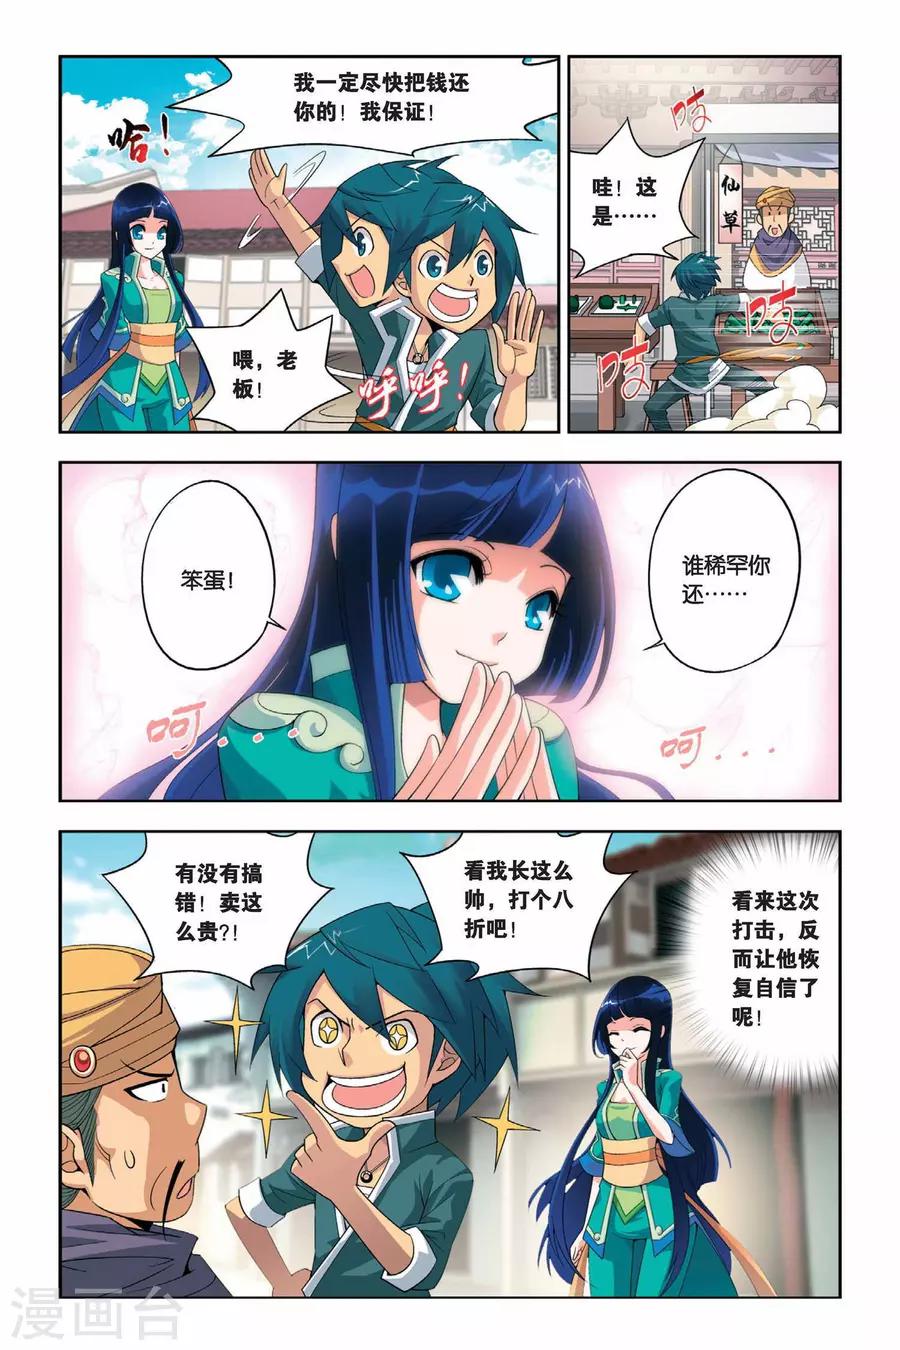 我一定尽快把钱还
你的！我保证！
哈！
喂，老
板！
呼呼！
吱
哇！这
是……
仙
草
吱
吱
笨蛋！
谁稀罕你
还……
呵....
呵...
有没有搞
错！卖这
么贵?!
看我长这么
帅，打个八
折吧！
看来这次
打击，反
而让他恢
复自信了
呢！
漫画台